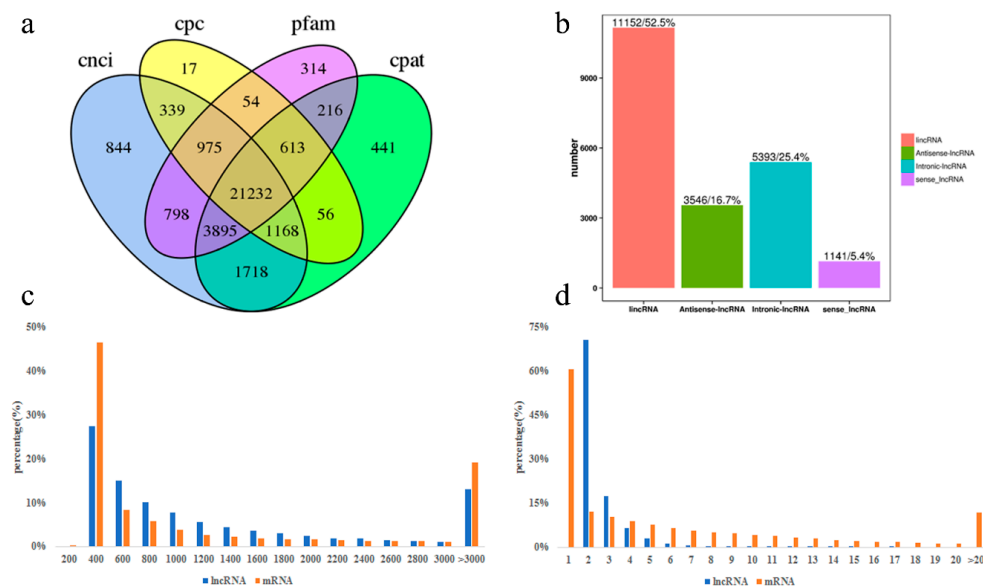 a
cpc
pfam
cnci
cpat
17
314
339
54
216
844
975
613
441
798
21232
56
3895
1168
1718
b
11152/52.5%
3546/16.7%
5393/25.4%
1141/5.4%
9000
6000
3000
0
number
lincRNA Antisense-lncRNA Intronic-lncRNA sense_lncRNA
lincRNA
Antisense-lncRNA
Intronic-lncRNA
sense_lncRNA
c
50%
40%
30%
20%
10%
0%
percentage(%)
200 400 600 800 1000 1200 1400 1600 1800 2000 2200 2400 2600 2800 3000 >3000
lncRNA mRNA
d
75%
60%
45%
30%
15%
0%
percentage(%)
1 2 3 4 5 6 7 8 9 10 11 12 13 14 15 16 17 18 19 20 >20
lncRNA mRNA